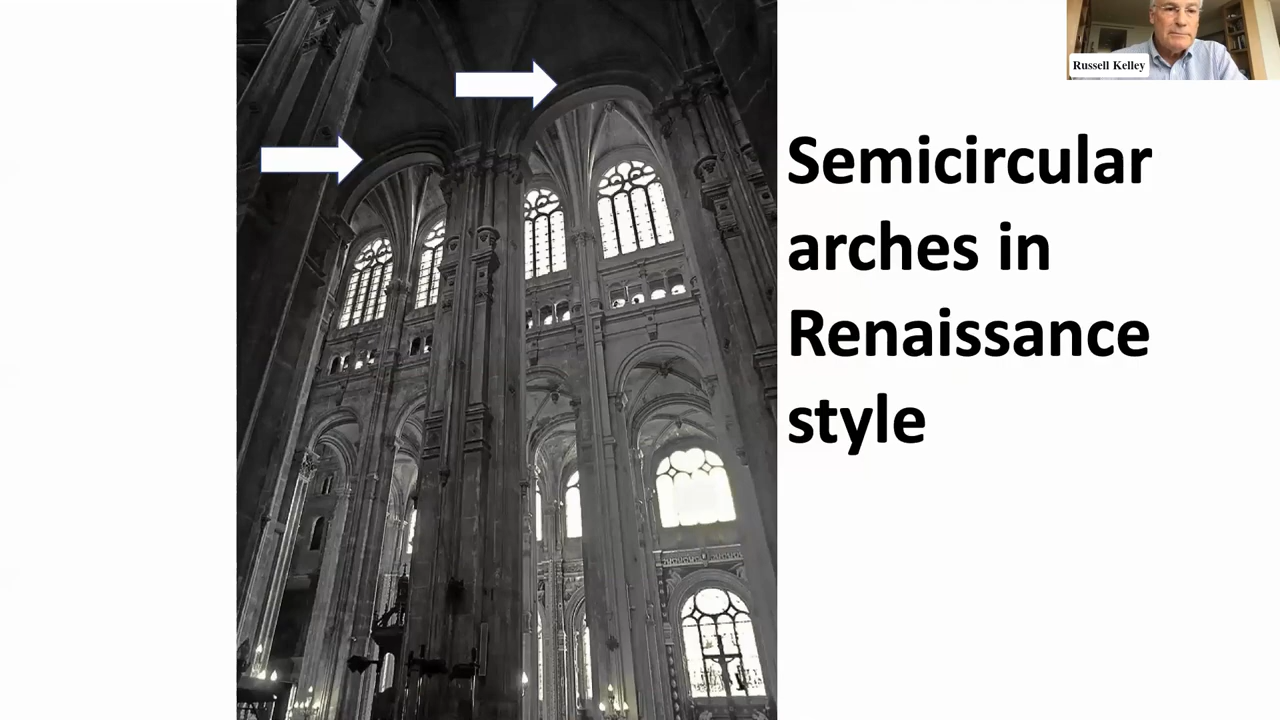 Russell Kelley
Semicircular
arches in
Renaissance
style